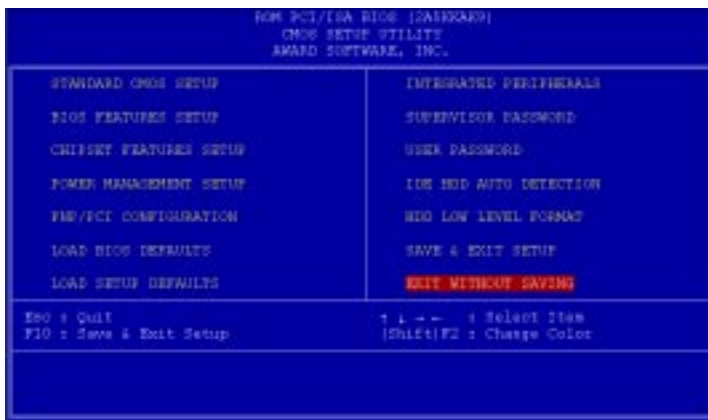 ROM PCI/ISA BIOS
CMOS SETUP UTILITY
AWARD SOFTWARE, INC.
STANDARD CMOS SETUP
BIOS FEATURES SETUP
CHIPSET FEATURES SETUP
POWER MANAGEMENT SETUP
PNP/PCI CONFIGURATION
LOAD BIOS DEFAULTS
LOAD SETUP DEFAULTS
INTEGRATED PERIPHERALS
SUPERVISOR PASSWORD
USER PASSWORD
IDE HDD AUTO DETECTION
HDD LOW LEVEL FORMAT
SAVE & EXIT SETUP
EXIT WITHOUT SAVING
Esc : Quit
F10 : Save & Exit Setup
↑ ↓ → ← : Select Item
(Shift)F2 : Change Color